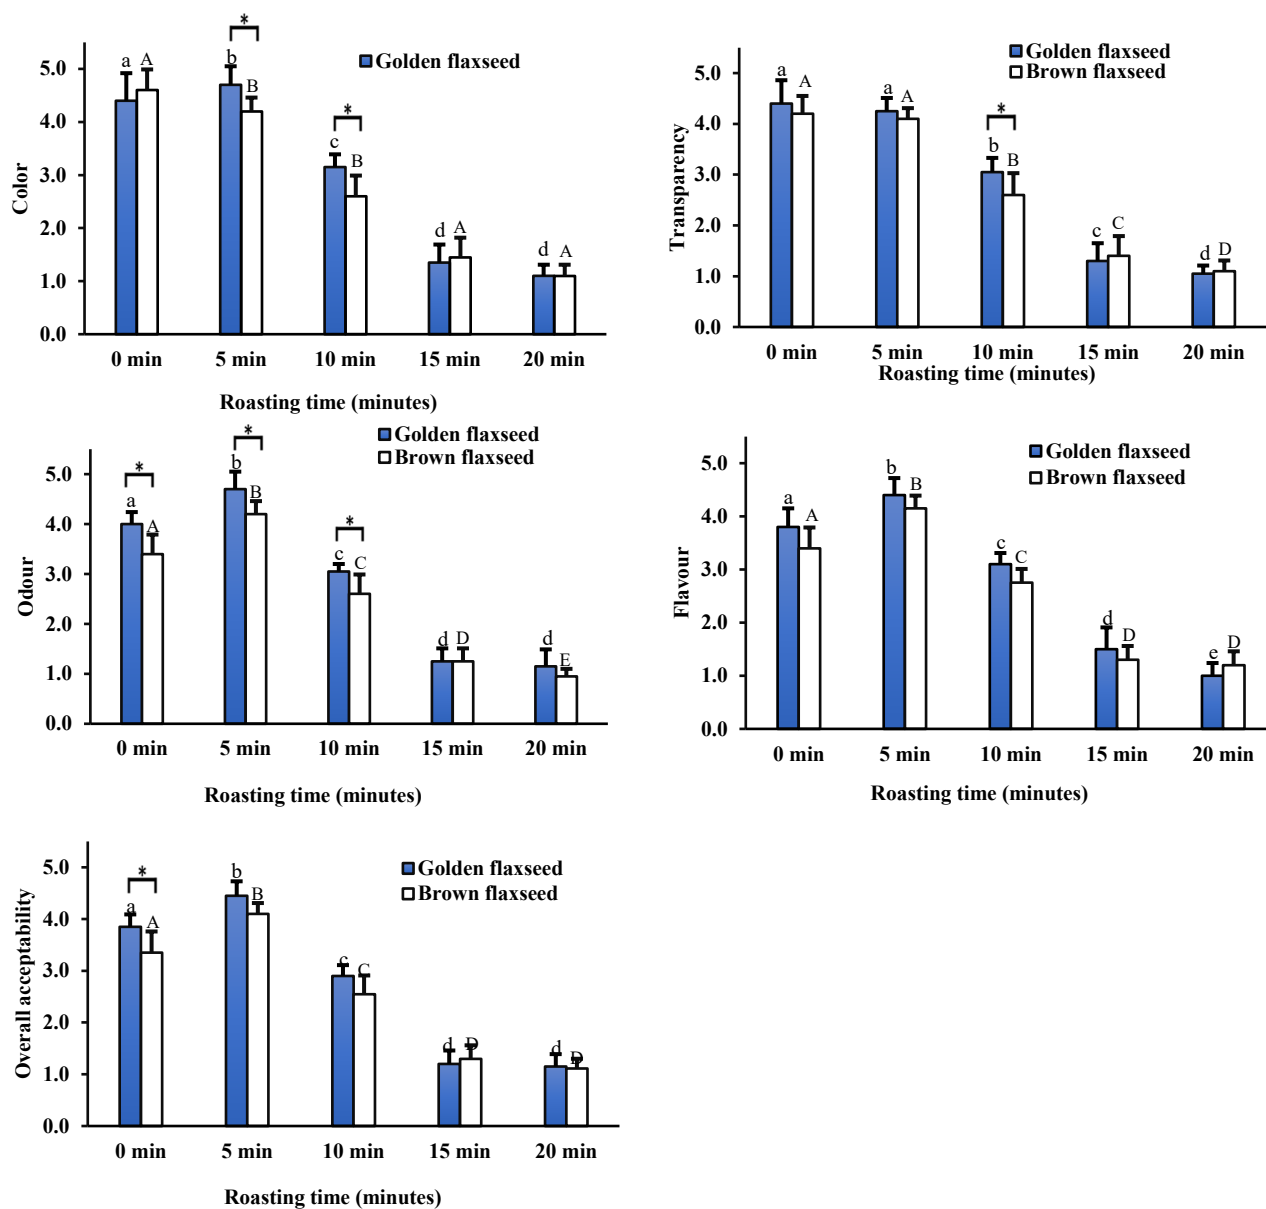 *
b
a A
Golden flaxseed
5.0
B
4.0
*
c
B
3.0
Color
2.0
d A
d A
1.0
0.0
0 min 5 min 10 min 15 min 20 min
Roasting time (minutes)
Golden flaxseed
Brown flaxseed
5.0
a A
a A
4.0
*
b
B
3.0
Transparency
2.0
c C
d D
1.0
0.0
0 min 5 min 10 min 15 min 20 min
Roasting time (minutes)
Golden flaxseed
Brown flaxseed
*
*
b
5.0
a
B
4.0
A
*
c C
3.0
Odour
2.0
d D
d E
1.0
0.0
0 min 5 min 10 min 15 min 20 min
Roasting time (minutes)
Golden flaxseed
Brown flaxseed
5.0
b B
a A
4.0
c C
3.0
Flavour
2.0
d D
e D
1.0
0.0
0 min 5 min 10 min 15 min 20 min
Roasting time (minutes)
Golden flaxseed
Brown flaxseed
5.0
*
b
B
a A
4.0
c C
3.0
Overall acceptability
2.0
d D
d D
1.0
0.0
0 min 5 min 10 min 15 min 20 min
Roasting time (minutes)